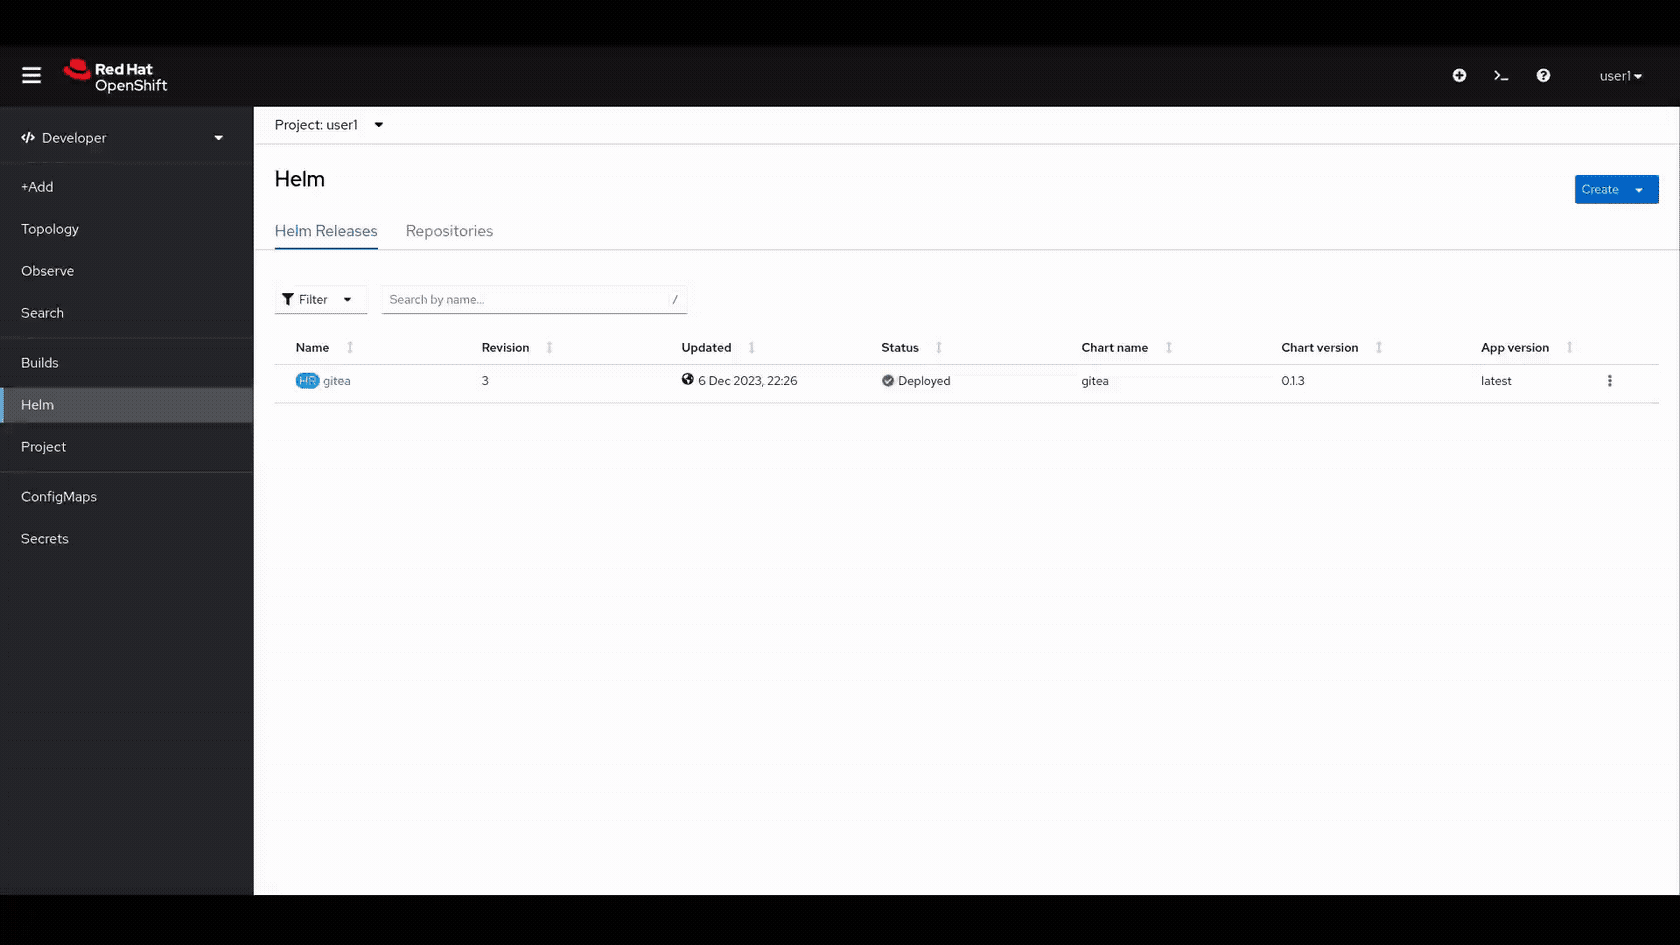 Red Hat
OpenShift
user1
Developer
Project: user1
+Add
Helm
Create
Topology
Helm Releases Repositories
Observe
Search
Filter Search by name... /
Name Revision Updated Status Chart name Chart version App version
Builds
HR gitea 3 6 Dec 2023, 22:26 Deployed gitea 0.1.3 latest
Helm
Project
ConfigMaps
Secrets